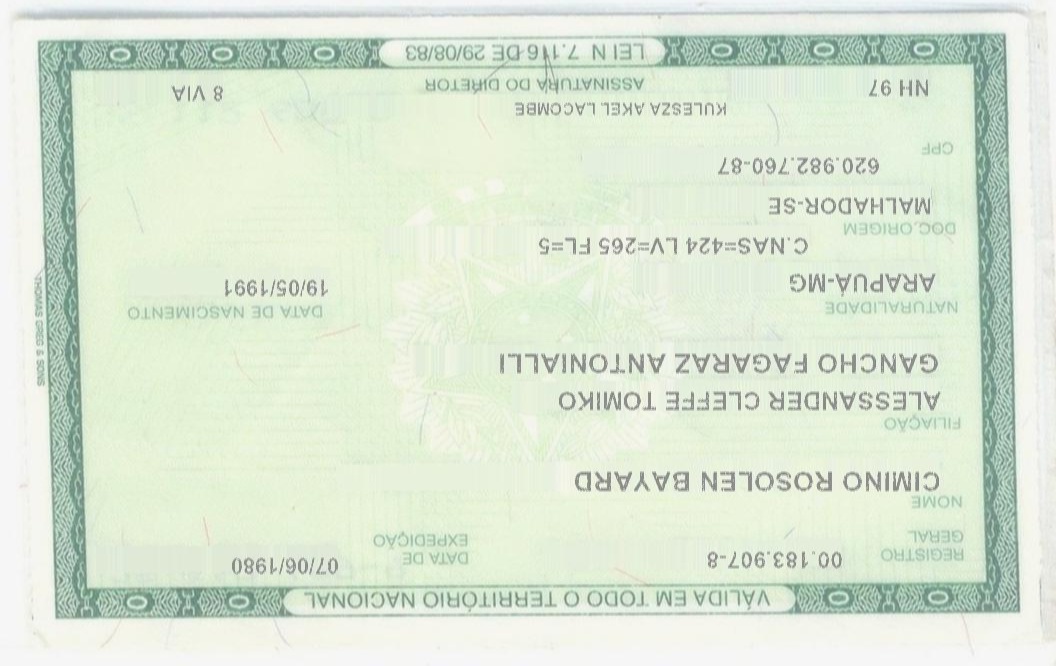 VÁLIDA EM TODO O TERRITÓRIO NACIONAL
REGISTRO GERAL 00.183.907-8 DATA DE EXPEDIÇÃO 07/06/1980
NOME
CIMINO ROSOLEN BAYARD
FILIAÇÃO
ALESSANDER CLEFFE TOMIKO
GANCHO FAGARAZ ANTONIALLI
NATURALIDADE DATA DE NASCIMENTO
ARAPUÁ-MG 19/05/1991
C.NAS=424 LV=265 FL=5
DOC.ORIGEM
MALHADOR-SE
620.982.760-87
CPF
KULESZA AKEL LACOMBE
NH 97 ASSINATURA DO DIRETOR 8 VIA
LEI N 7.116 DE 29/08/83
THOMAS GREG & SONS